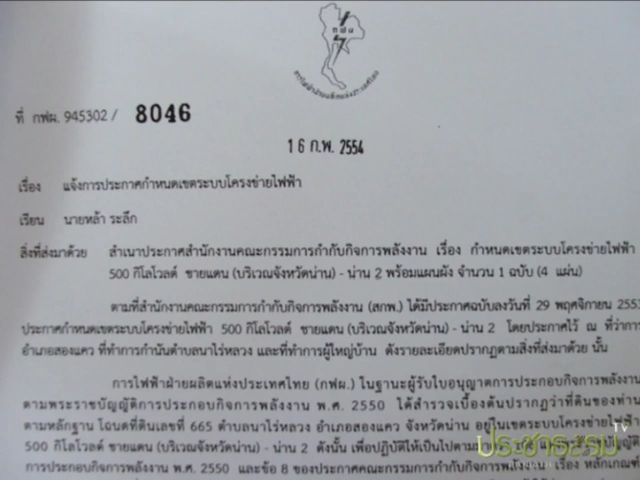 กฟผ
การไฟฟ้าฝ่ายผลิตแห่งประเทศไทย
ที่ กฟผ. 945302 / 8046
16 ก.พ. 2554
เรื่อง แจ้งการประกาศกำหนดเขตระบบโครงข่ายไฟฟ้า
เรียน นายหล้า ระลึก
สิ่งที่ส่งมาด้วย สำเนาประกาศสำนักงานคณะกรรมการกำกับกิจการพลังงาน เรื่อง กำหนดเขตระบบโครงข่ายไฟฟ้า
500 กิโลโวลต์ ชายแดน (บริเวณจังหวัดน่าน) - น่าน 2 พร้อมแผนผัง จำนวน 1 ฉบับ (4 แผ่น)
ตามที่สำนักงานคณะกรรมการกำกับกิจการพลังงาน (สกพ.) ได้มีประกาศฉบับลงวันที่ 29 พฤศจิกายน 2553
ประกาศกำหนดเขตระบบโครงข่ายไฟฟ้า 500 กิโลโวลต์ ชายแดน (บริเวณจังหวัดน่าน) - น่าน 2 โดยประกาศไว้ ณ ที่ว่าการ
อำเภอสองแคว ที่ทำการกำนันตำบลนาไร่หลวง และที่ทำการผู้ใหญ่บ้าน ดังรายละเอียดปรากฏตามสิ่งที่ส่งมาด้วย นั้น
การไฟฟ้าฝ่ายผลิตแห่งประเทศไทย (กฟผ.) ในฐานะผู้รับใบอนุญาตการประกอบกิจการพลังงาน
ตามพระราชบัญญัติการประกอบกิจการพลังงาน พ.ศ. 2550 ได้สำรวจเบื้องต้นปรากฏว่าที่ดินของท่าน
ตามหลักฐาน โฉนดที่ดินเลขที่ 665 ตำบลนาไร่หลวง อำเภอสองแคว จังหวัดน่าน อยู่ในเขตระบบโครงข่ายไฟฟ้า
500 กิโลโวลต์ ชายแดน (บริเวณจังหวัดน่าน) - น่าน 2 ดังนั้น เพื่อปฏิบัติให้เป็นไปตาม
การประกอบกิจการพลังงาน พ.ศ. 2550 และข้อ 8 ของประกาศคณะกรรมการกำกับกิจการพลังงาน เรื่อง หลักเกณฑ์
ประชาธรรม TV